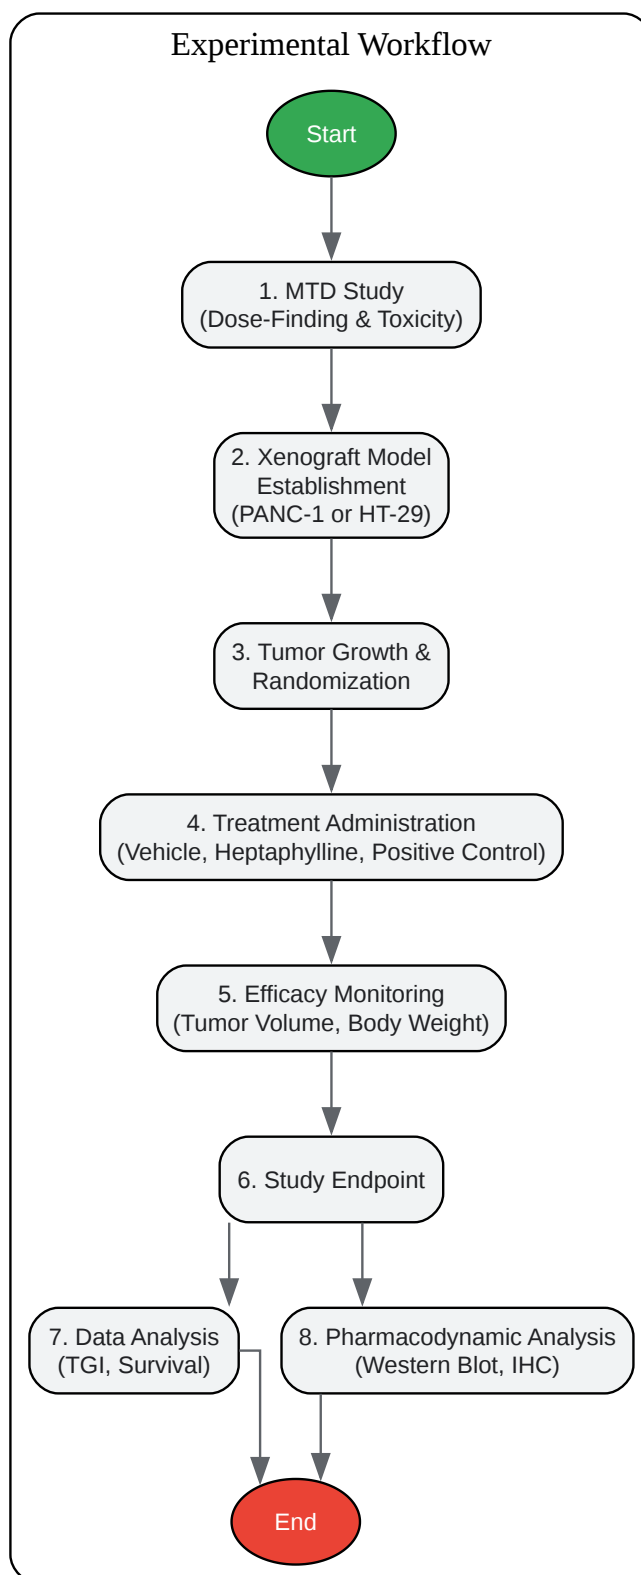 Experimental Workflow
Start
1. MTD Study
(Dose-Finding & Toxicity)
2. Xenograft Model
Establishment
(PANC-1 or HT-29)
3. Tumor Growth &
Randomization
4. Treatment Administration
(Vehicle, Heptaphylline, Positive Control)
5. Efficacy Monitoring
(Tumor Volume, Body Weight)
6. Study Endpoint
7. Data Analysis
(TGI, Survival)
8. Pharmacodynamic Analysis
(Western Blot, IHC)
End